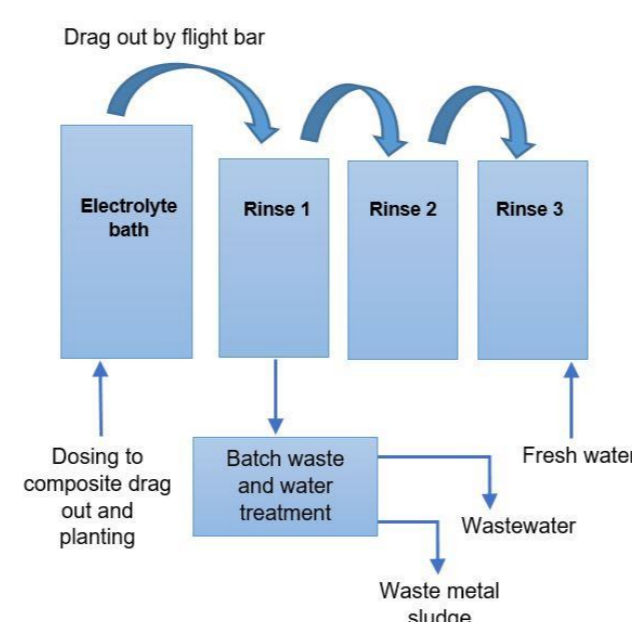 Drag out by flight bar
Electrolyte
bath
Rinse 1
Rinse 2
Rinse 3
Dosing to
composite drag
out and
planting
Batch waste
and water
treatment
Fresh water
Wastewater
Waste metal
sludge